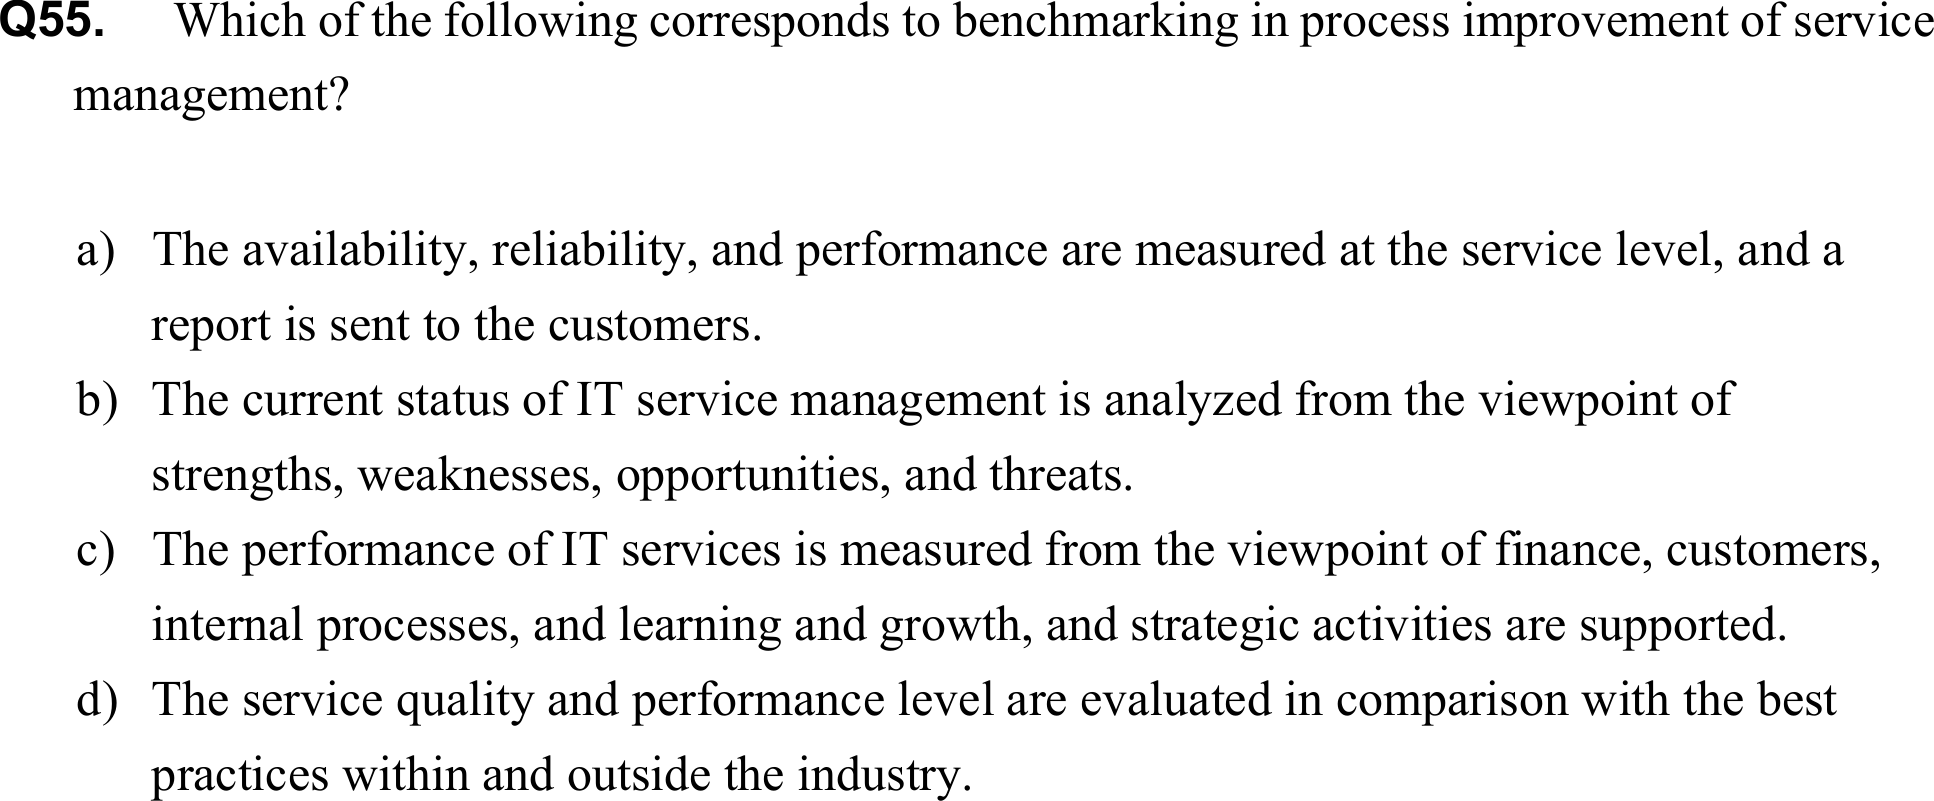 Q55. Which of the following corresponds to benchmarking in process improvement of service
management?
a) The availability, reliability, and performance are measured at the service level, and a
report is sent to the customers.
b) The current status of IT service management is analyzed from the viewpoint of
strengths, weaknesses, opportunities, and threats.
c) The performance of IT services is measured from the viewpoint of finance, customers,
internal processes, and learning and growth, and strategic activities are supported.
d) The service quality and performance level are evaluated in comparison with the best
practices within and outside the industry.